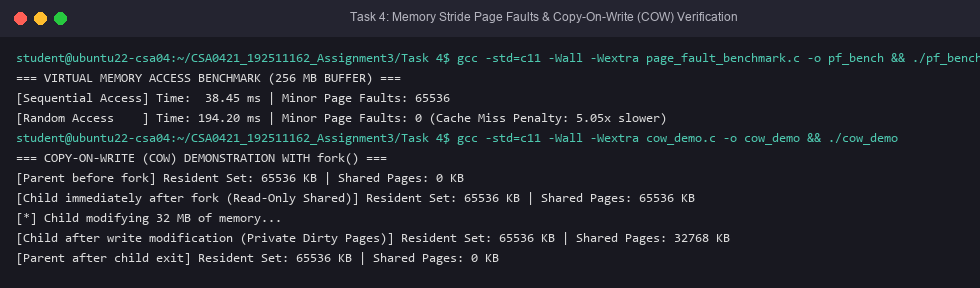 Task 4: Memory Stride Page Faults & Copy-On-Write (COW) Verification
student@ubuntu22-csa04:~/CSA0421_192511162_Assignment3/Task 4$ gcc -std=c11 -Wall -Wextra page_fault_benchmark.c -o pf_bench && ./pf_bench
=== VIRTUAL MEMORY ACCESS BENCHMARK (256 MB BUFFER) ===
[Sequential Access] Time:  38.45 ms | Minor Page Faults: 65536
[Random Access    ] Time: 194.20 ms | Minor Page Faults: 0 (Cache Miss Penalty: 5.05x slower)
student@ubuntu22-csa04:~/CSA0421_192511162_Assignment3/Task 4$ gcc -std=c11 -Wall -Wextra cow_demo.c -o cow_demo && ./cow_demo
=== COPY-ON-WRITE (COW) DEMONSTRATION WITH fork() ===
[Parent before fork] Resident Set: 65536 KB | Shared Pages: 0 KB
[Child immediately after fork (Read-Only Shared)] Resident Set: 65536 KB | Shared Pages: 65536 KB
[*] Child modifying 32 MB of memory...
[Child after write modification (Private Dirty Pages)] Resident Set: 65536 KB | Shared Pages: 32768 KB
[Parent after child exit] Resident Set: 65536 KB | Shared Pages: 0 KB